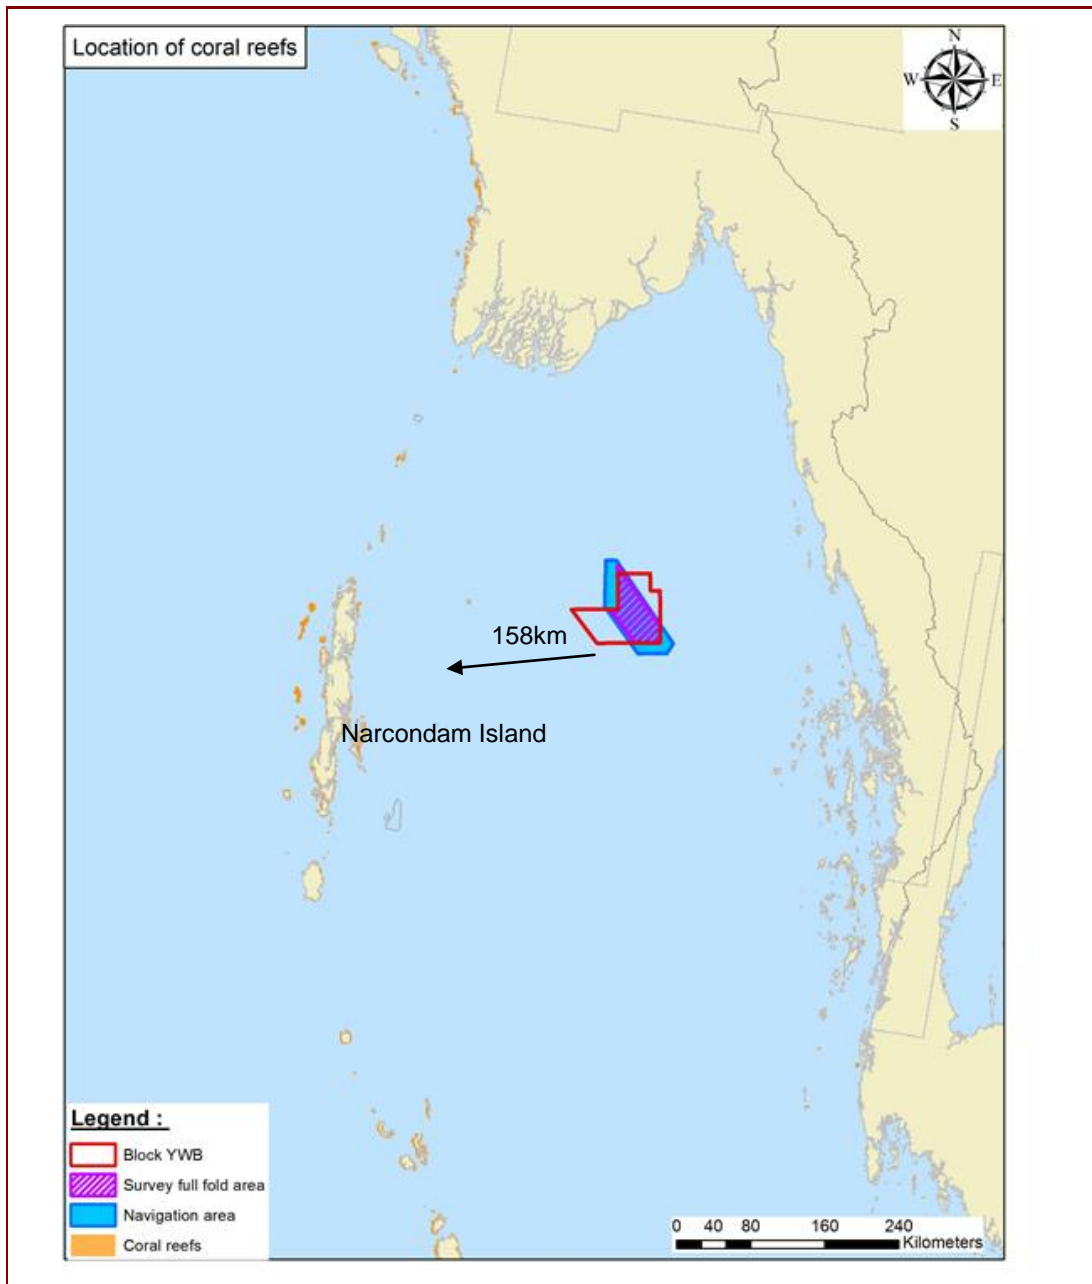 Location of coral reefs
N
W
E
S
158km
Narcondam Island
Legend :
Block YWB
Survey full fold area
Navigation area
Coral reefs
0 40 80 160 240
Kilometers